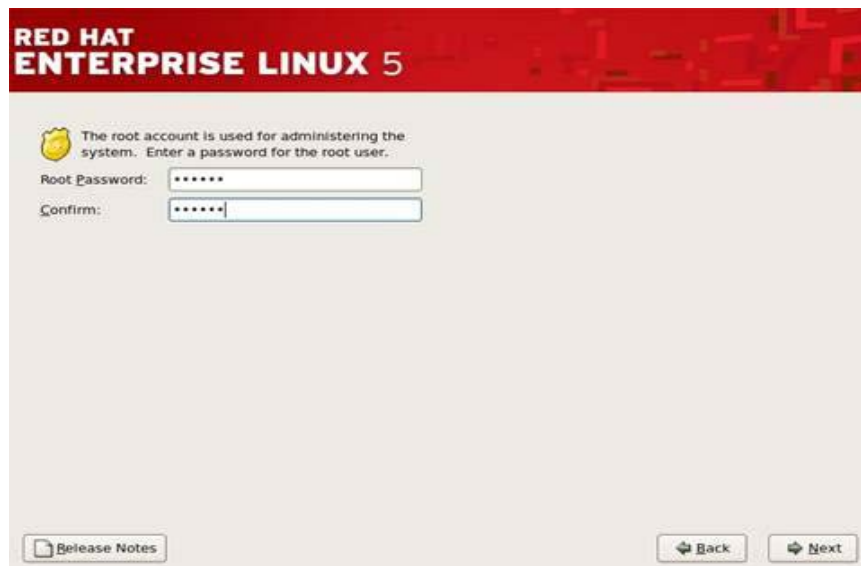 RED HAT
ENTERPRISE LINUX 5
The root account is used for administering the
system. Enter a password for the root user.
Root Password: ••••••
Confirm: ••••••
Release Notes
Back
Next